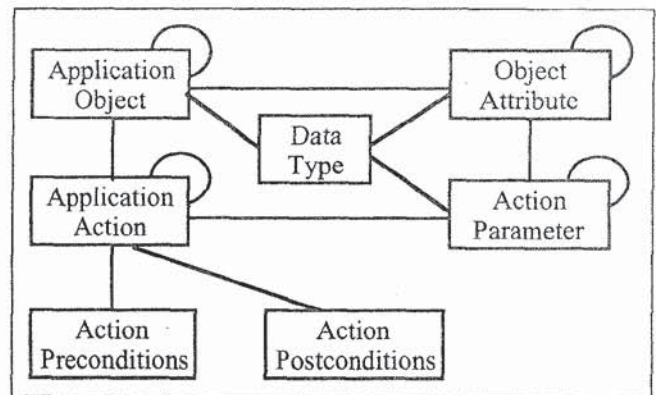 Application
Object
Object
Attribute
Data
Type
Application
Action
Action
Parameter
Action
Preconditions
Action
Postconditions